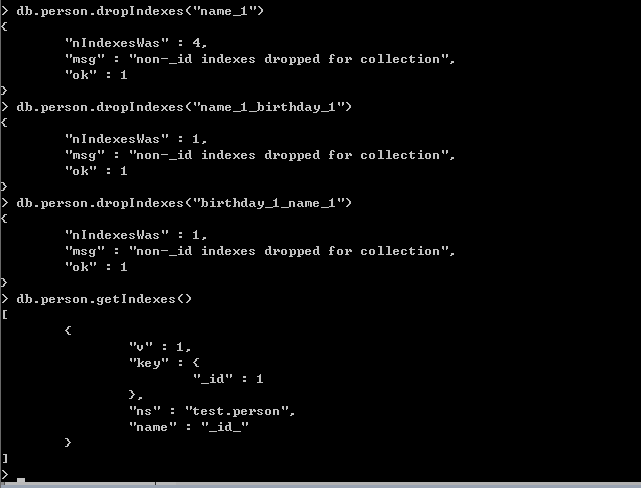 > db.person.dropIndexes("name_1")
{
        "nIndexesWas" : 4,
        "msg" : "non-_id indexes dropped for collection",
        "ok" : 1
}
> db.person.dropIndexes("name_1_birthday_1")
{
        "nIndexesWas" : 1,
        "msg" : "non-_id indexes dropped for collection",
        "ok" : 1
}
> db.person.dropIndexes("birthday_1_name_1")
{
        "nIndexesWas" : 1,
        "msg" : "non-_id indexes dropped for collection",
        "ok" : 1
}
> db.person.getIndexes()
[
        {
                "v" : 1,
                "key" : {
                        "_id" : 1
                },
                "ns" : "test.person",
                "name" : "_id_"
        }
]
>